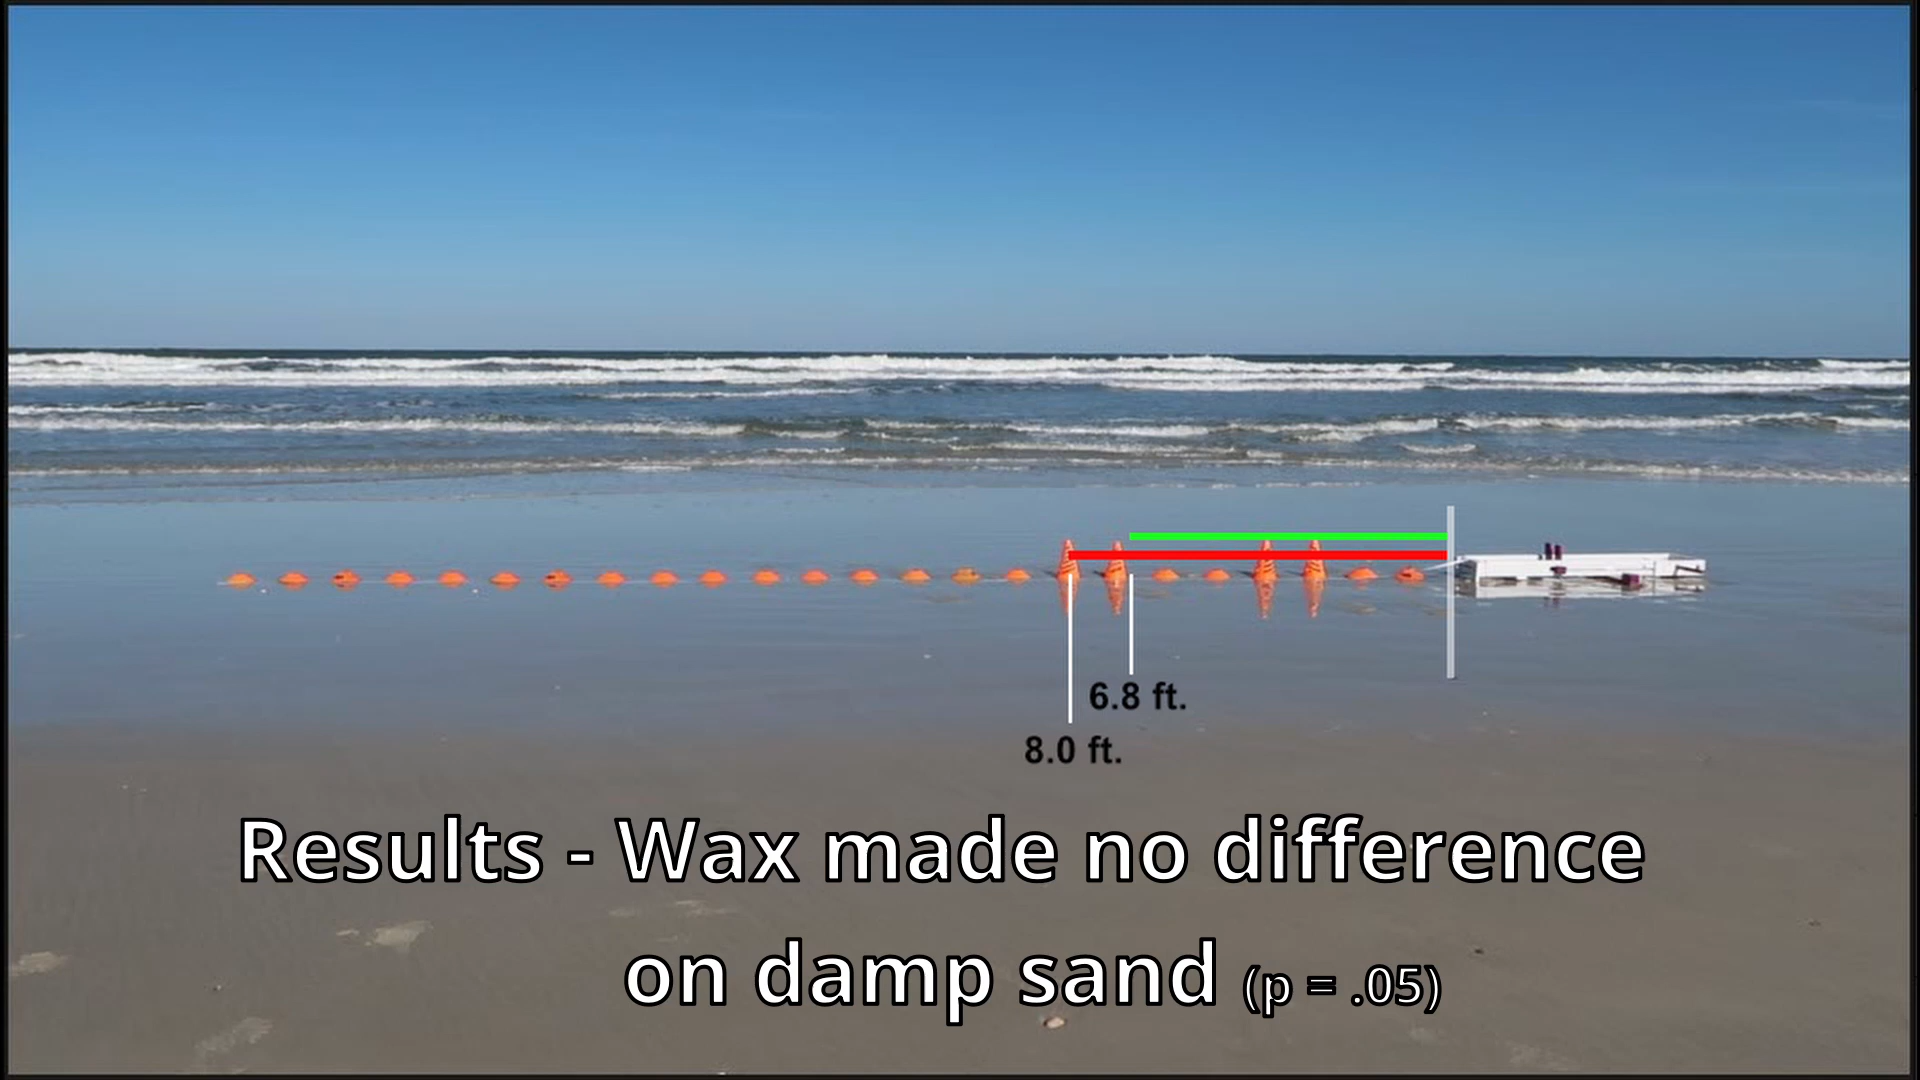 6.8 ft.
8.0 ft.
Results - Wax made no difference
on damp sand (p = .05)